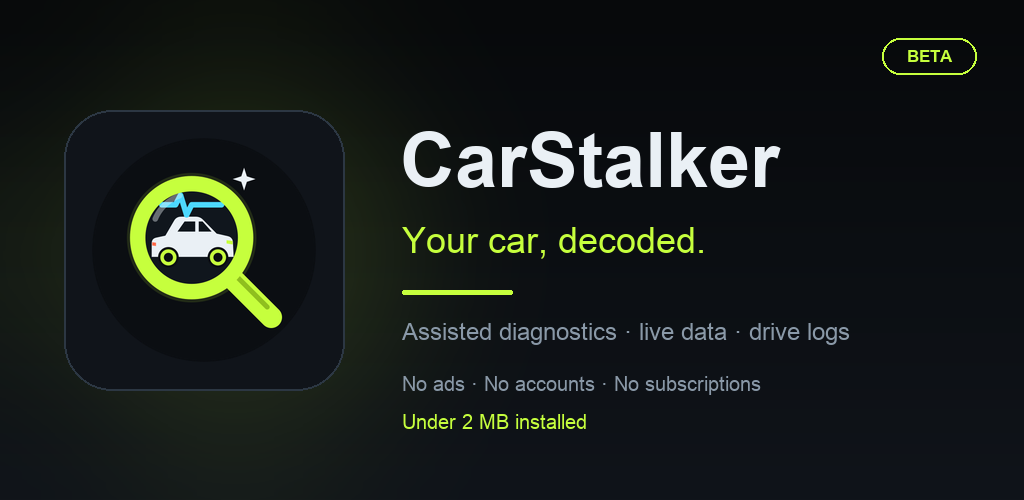 BETA
CarStalker
Your car, decoded.
Assisted diagnostics · live data · drive logs
No ads · No accounts · No subscriptions
Under 2 MB installed